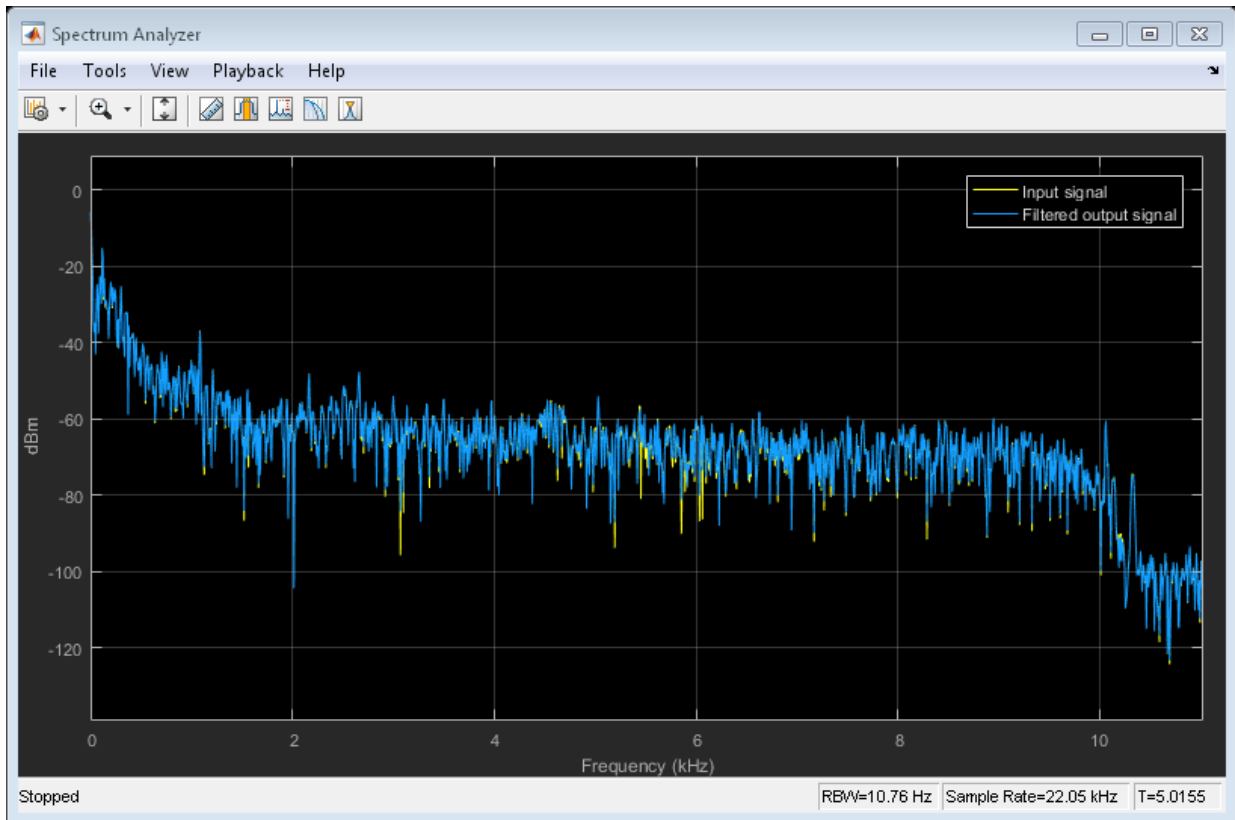 Spectrum Analyzer
File Tools View Playback Help
Input signal
Filtered output signal
0
-20
-40
-60
-80
-100
-120
dBm
0 2 4 6 8 10
Frequency (kHz)
Stopped
RBW=10.76 Hz Sample Rate=22.05 kHz T=5.0155